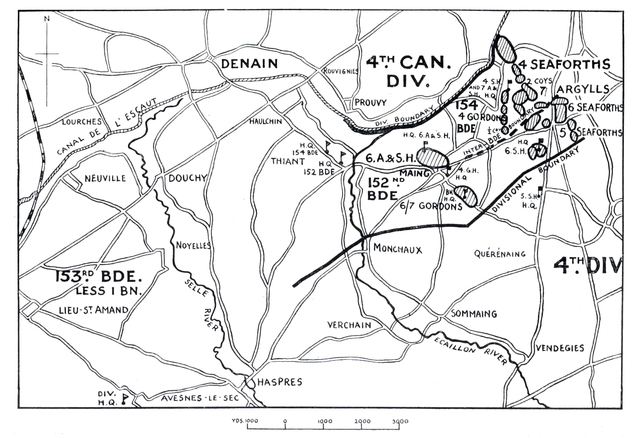 N
4TH CAN.
DIV.
4 SEAFORTHS
DENAIN
ROUVIGNIES
PROUVY
DIV. BOUNDARY
4 S.H.
AND 7 A.&
S.H. H.Q.
2 COYS
7
ARGYLLS
6 SEAFORTHS
5
SEAFORTHS
154
4 GORDONS
BDE
INTER BDE BOUNDARY
LOURCHES
CANAL DE L'ESCAUT
HAULCHIN
H.Q. 6 A & S.H.
H.Q.
154 BDE
THIANT
H.Q.
152 BDE
6. A & S.H.
MAING
H.Q.
6 S.H.
4 G.H.
H.Q.
152ND
BDE
BN
H.Q.
6/7 GORDONS
5 S.H.
H.Q.
DIVISIONAL BOUNDARY
NEUVILLE
DOUCHY
NOYELLES
MONCHAUX
QUÉRÉNAING
4TH DIV
153RD BDE.
LESS 1 BN.
LIEU-ST AMAND
SELLE RIVER
VERCHAIN
SOMMAING
ECAILLON RIVER
VENDEGIES
HASPRES
DIV.
H.Q.
AVESNES-LE-SEC
YDS. 1000 0 1000 2000 3000